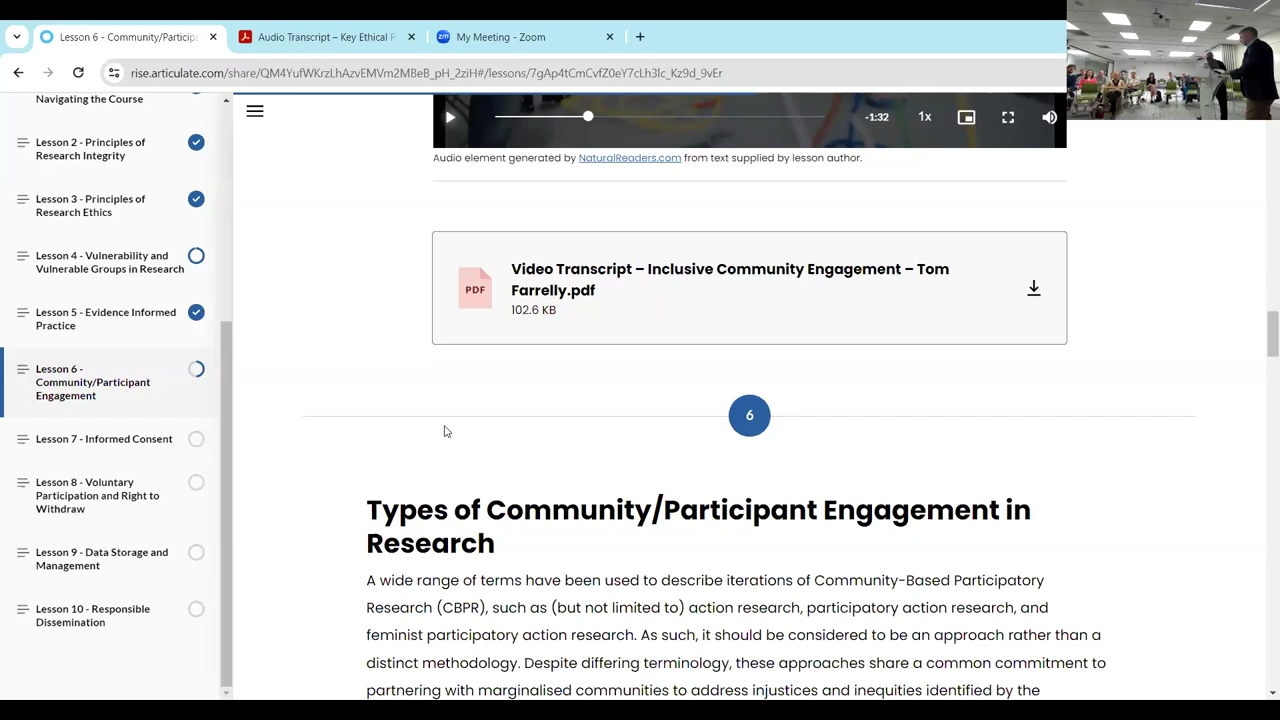 Lesson 6 - Community/Particip
Audio Transcript – Key Ethical P
My Meeting - Zoom
rise.articulate.com/share/QM4YufWKrzLhAzvEMVm2MBeB_pH_2ziH#/lessons/7gAp4tCmCvfZ0eY7cLh3lc_Kz9d_9vEr
Navigating the Course
Lesson 2 - Principles of
Research Integrity
Lesson 3 - Principles of
Research Ethics
Lesson 4 - Vulnerability and
Vulnerable Groups in Research
Lesson 5 - Evidence Informed
Practice
Lesson 6 -
Community/Participant
Engagement
Lesson 7 - Informed Consent
Lesson 8 - Voluntary
Participation and Right to
Withdraw
Lesson 9 - Data Storage and
Management
Lesson 10 - Responsible
Dissemination
-1:32
1x
Audio element generated by NaturalReaders.com from text supplied by lesson author.
PDF
Video Transcript – Inclusive Community Engagement – Tom
Farrelly.pdf
102.6 KB
6
Types of Community/Participant Engagement in
Research
A wide range of terms have been used to describe iterations of Community-Based Participatory
Research (CBPR), such as (but not limited to) action research, participatory action research, and
feminist participatory action research. As such, it should be considered to be an approach rather than a
distinct methodology. Despite differing terminology, these approaches share a common commitment to
partnering with marginalised communities to address injustices and inequities identified by the